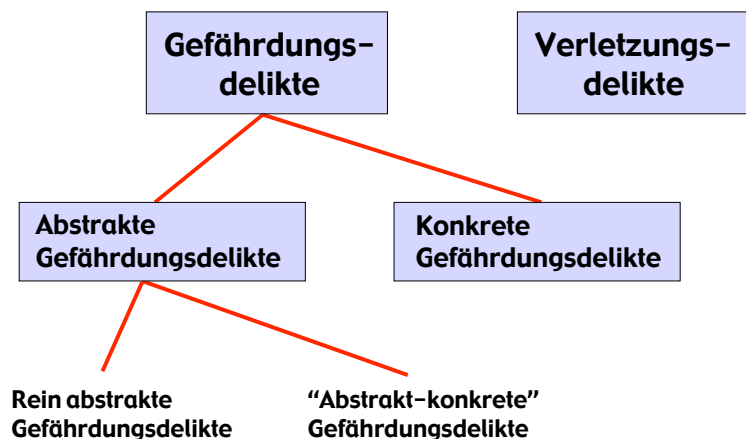 Gefährdungs-
delikte
Verletzungs-
delikte
Abstrakte
Gefährdungsdelikte
Konkrete
Gefährdungsdelikte
Rein abstrakte
Gefährdungsdelikte
“Abstrakt-konkrete”
Gefährdungsdelikte